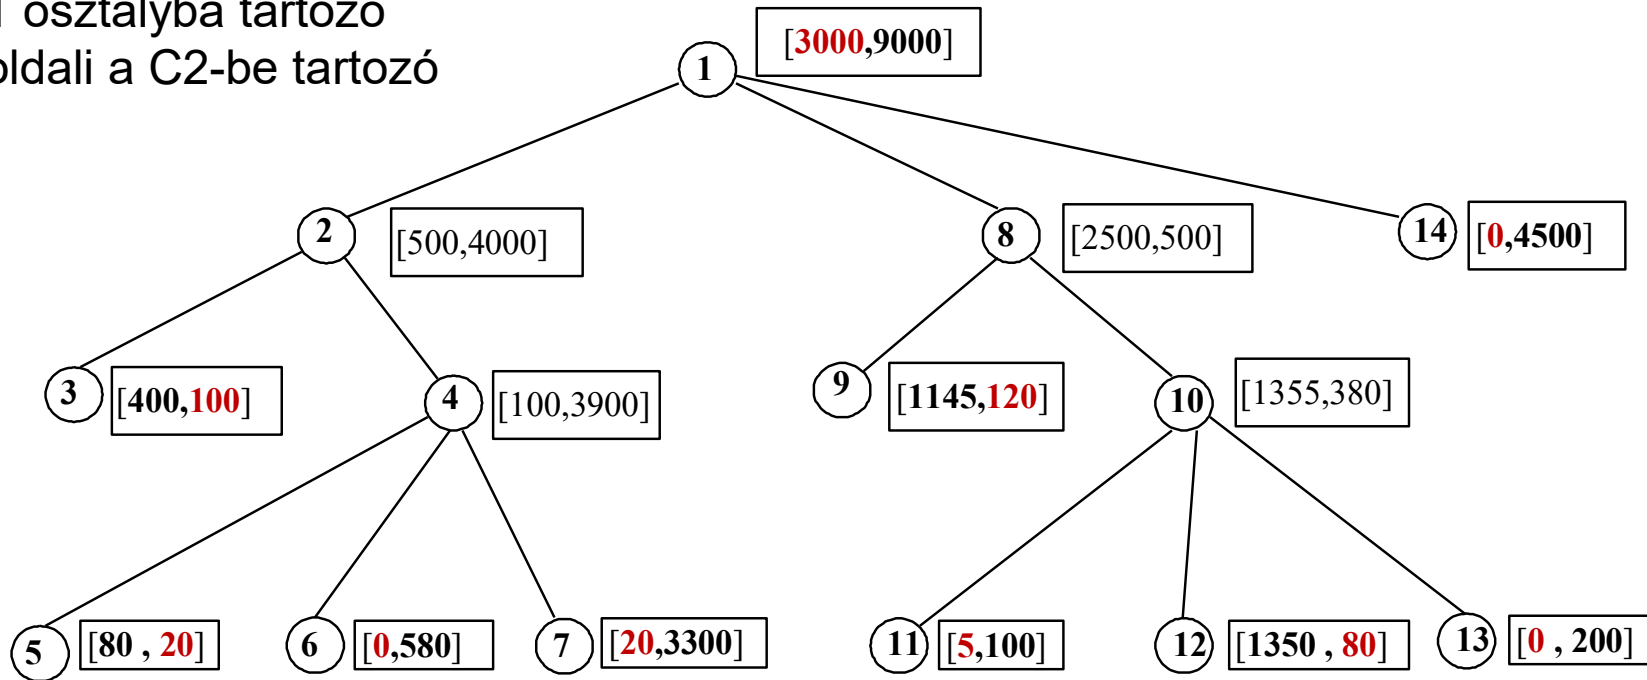 osztályba tartozó
oldali a C2-be tartozó
1 [3000,9000]
2 [500,4000]
8 [2500,500]
14 [0,4500]
3 [400,100]
4 [100,3900]
9 [1145,120]
10 [1355,380]
5 [80 , 20]
6 [0,580]
7 [20,3300]
11 [5,100]
12 [1350 , 80]
13 [0 , 200]